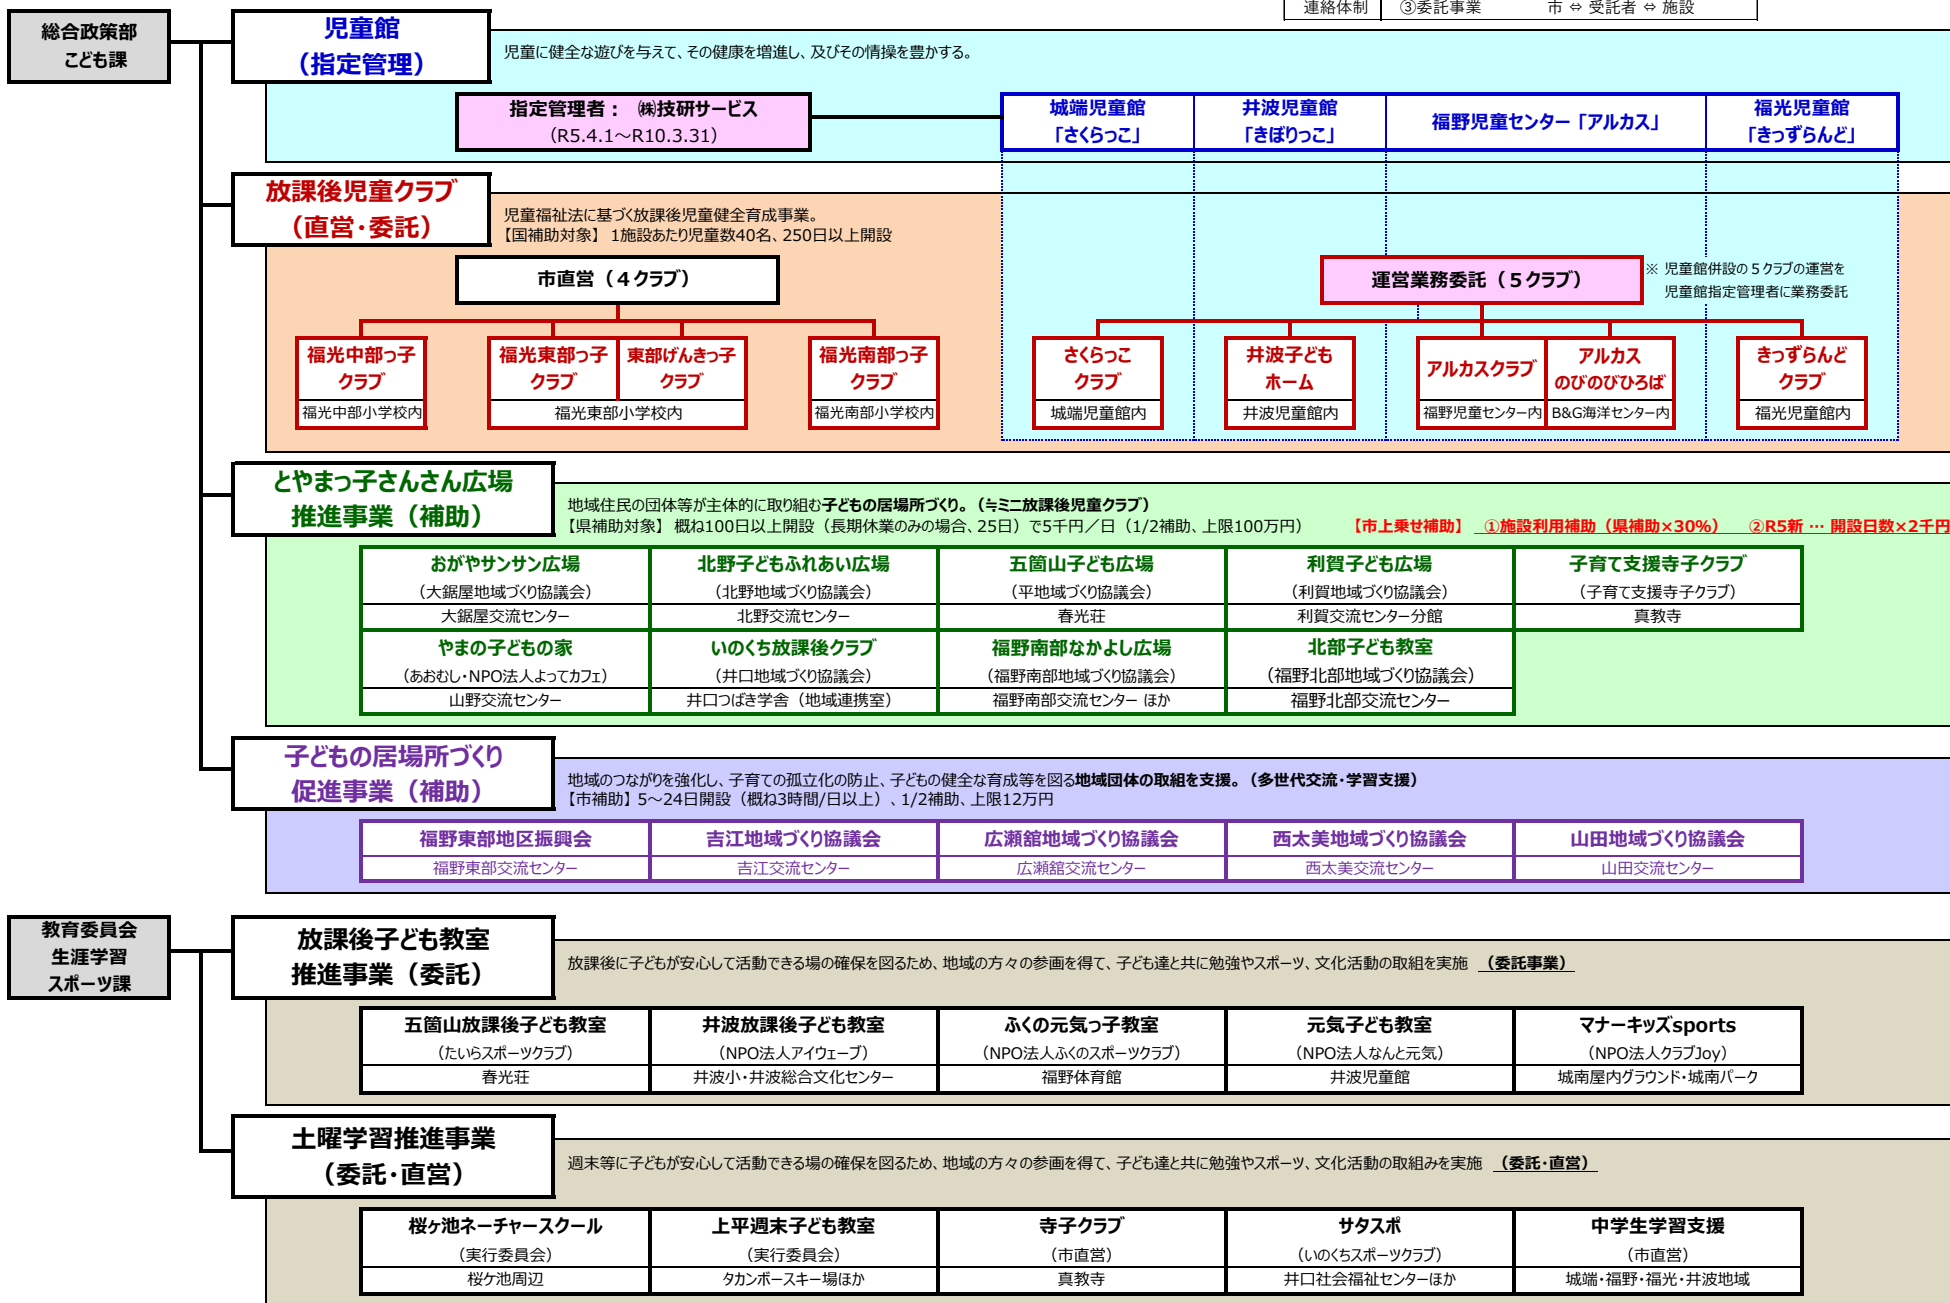 連絡体制 ③委託事業 市 ⇔ 受託者 ⇔ 施設
総合政策部
こども課
児童館
（指定管理）
児童に健全な遊びを与えて、その健康を増進し、及びその情操を豊かする。
指定管理者： ㈱技研サービス
（R5.4.1～R10.3.31）
城端児童館
「さくらっこ」
井波児童館
「きぼりっこ」
福野児童センター「アルカス」
福光児童館
「きっずらんど」
放課後児童クラブ
（直営・委託）
児童福祉法に基づく放課後児童健全育成事業。
【国補助対象】 1施設あたり児童数40名、250日以上開設
市直営（４クラブ）
運営業務委託（５クラブ）
※ 児童館併設の５クラブの運営を
児童館指定管理者に業務委託
福光中部っ子
クラブ
福光中部小学校内
福光東部っ子
クラブ
東部げんきっ子
クラブ
福光東部小学校内
福光南部っ子
クラブ
福光南部小学校内
さくらっこ
クラブ
城端児童館内
井波子ども
ホーム
井波児童館内
アルカスクラブ
福野児童センター内
アルカス
のびのびひろば
B&G海洋センター内
きっずらんど
クラブ
福光児童館内
とやまっ子さんさん広場
推進事業（補助）
地域住民の団体等が主体的に取り組む子どもの居場所づくり。（≒ミニ放課後児童クラブ）
【県補助対象】 概ね100日以上開設（長期休業のみの場合、25日）で5千円／日（1/2補助、上限100万円） 【市上乗せ補助】 ①施設利用補助（県補助×30%） ②R5新 … 開設日数×2千円
おがやサンサン広場
（大鋸屋地域づくり協議会）
大鋸屋交流センター
北野子どもふれあい広場
（北野地域づくり協議会）
北野交流センター
五箇山子ども広場
（平地域づくり協議会）
春光荘
利賀子ども広場
（利賀地域づくり協議会）
利賀交流センター分館
子育て支援寺子クラブ
（子育て支援寺子クラブ）
真教寺
やまの子どもの家
（あおむし・NPO法人よってカフェ）
山野交流センター
いのくち放課後クラブ
（井口地域づくり協議会）
井口つばき学舎（地域連携室）
福野南部なかよし広場
（福野南部地域づくり協議会）
福野南部交流センター ほか
北部子ども教室
（福野北部地域づくり協議会）
福野北部交流センター
子どもの居場所づくり
促進事業（補助）
地域のつながりを強化し、子育ての孤立化の防止、子どもの健全な育成等を図る地域団体の取組を支援。（多世代交流・学習支援）
【市補助】 5～24日開設（概ね3時間/日以上）、1/2補助、上限12万円
福野東部地区振興会
福野東部交流センター
吉江地域づくり協議会
吉江交流センター
広瀬舘地域づくり協議会
広瀬舘交流センター
西太美地域づくり協議会
西太美交流センター
山田地域づくり協議会
山田交流センター
教育委員会
生涯学習
スポーツ課
放課後子ども教室
推進事業（委託）
放課後に子どもが安心して活動できる場の確保を図るため、地域の方々の参画を得て、子ども達と共に勉強やスポーツ、文化活動の取組を実施 （委託事業）
五箇山放課後子ども教室
（たいらスポーツクラブ）
春光荘
井波放課後子ども教室
（NPO法人アイウェーブ）
井波小・井波総合文化センター
ふくの元気っ子教室
（NPO法人ふくのスポーツクラブ）
福野体育館
元気子ども教室
（NPO法人なんと元気）
井波児童館
マナーキッズsports
（NPO法人クラブJoy）
城南屋内グラウンド・城南パーク
土曜学習推進事業
（委託・直営）
週末等に子どもが安心して活動できる場の確保を図るため、地域の方々の参画を得て、子ども達と共に勉強やスポーツ、文化活動の取組みを実施 （委託・直営）
桜ヶ池ネーチャースクール
（実行委員会）
桜ケ池周辺
上平週末子ども教室
（実行委員会）
タカンボースキー場ほか
寺子クラブ
（市直営）
真教寺
サタスポ
（いのくちスポーツクラブ）
井口社会福祉センターほか
中学生学習支援
（市直営）
城端・福野・福光・井波地域